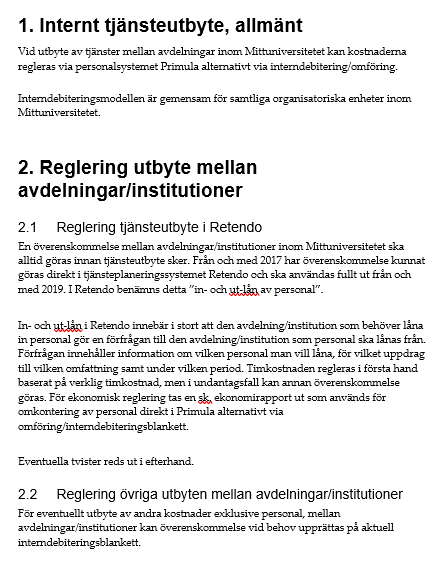 1. Internt tjänsteutbyte, allmänt
Vid utbyte av tjänster mellan avdelningar inom Mittuniversitetet kan kostnaderna
regleras via personalsystemet Primula alternativt via interndebitering/omföring.
Interndebiteringsmodellen är gemensam för samtliga organisatoriska enheter inom
Mittuniversitetet.
2. Reglering utbyte mellan
avdelningar/institutioner
2.1 Reglering tjänsteutbyte i Retendo
En överenskommelse mellan avdelningar/institutioner inom Mittuniversitetet ska
alltid göras innan tjänsteutbyte sker. Från och med 2017 har överenskommelse kunnat
göras direkt i tjänsteplaneringssystemet Retendo och ska användas fullt ut från och
med 2019. I Retendo benämns detta ”in- och ut-lån av personal”.
In- och ut-lån i Retendo innebär i stort att den avdelning/institution som behöver låna
in personal gör en förfrågan till den avdelning/institution som personal ska lånas från.
Förfrågan innehåller information om vilken personal man vill låna, för vilket uppdrag
till vilken omfattning samt under vilken period. Timkostnaden regleras i första hand
baserat på verklig timkostnad, men i undantagsfall kan annan överenskommelse
göras. För ekonomisk reglering tas en sk. ekonomirapport ut som används för
omkontering av personal direkt i Primula alternativt via
omföring/interndebiteringsblankett.
Eventuella tvister reds ut i efterhand.
2.2 Reglering övriga utbyten mellan avdelningar/institutioner
För eventuellt utbyte av andra kostnader exklusive personal, mellan
avdelningar/institutioner kan överenskommelse vid behov upprättas på aktuell
interndebiteringsblankett.